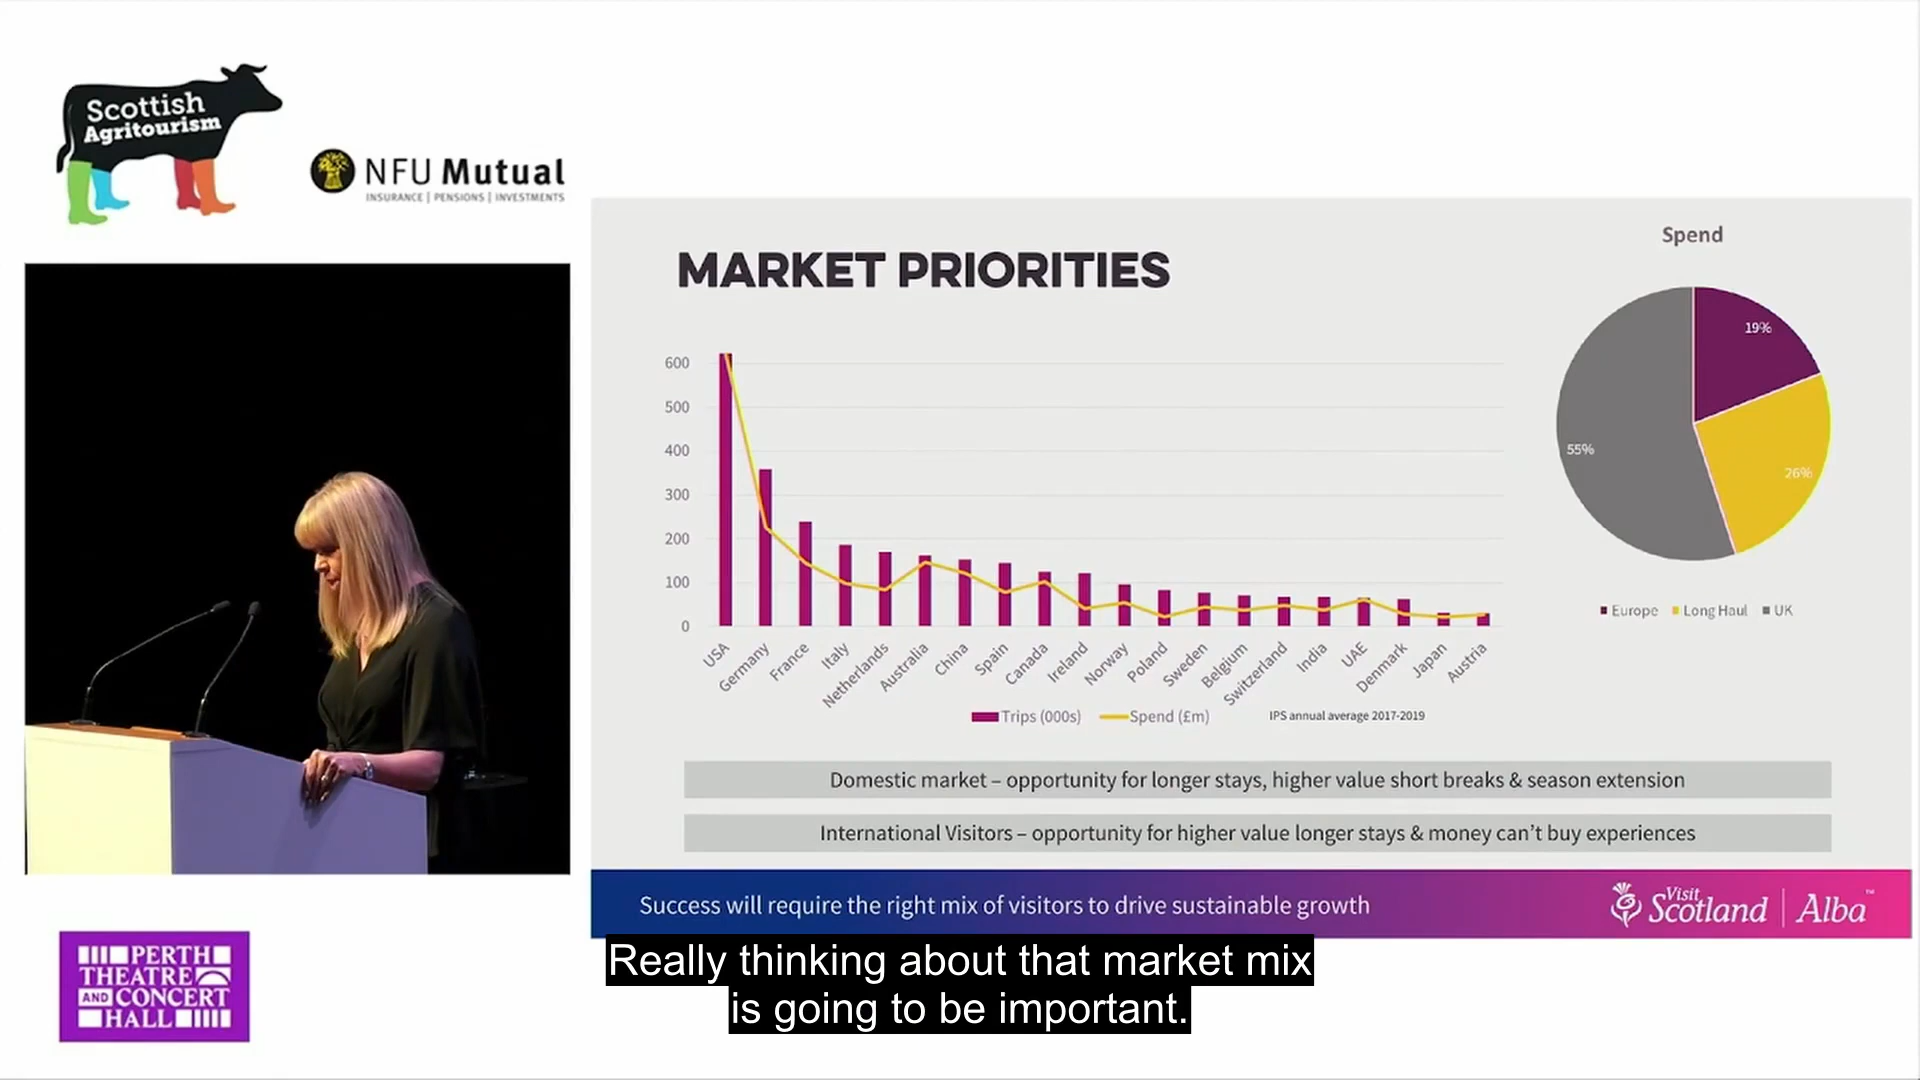 Scottish
Agritourism
NFU Mutual
INSURANCE | PENSIONS | INVESTMENTS
MARKET PRIORITIES
Spend
19%
55%
26%
Europe Long Haul UK
600
500
400
300
200
100
0
USA
Germany
France
Italy
Netherlands
Australia
China
Spain
Canada
Ireland
Norway
Poland
Sweden
Belgium
Switzerland
India
UAE
Denmark
Japan
Austria
Trips (000s) Spend (£m) IPS annual average 2017-2019
Domestic market – opportunity for longer stays, higher value short breaks & season extension
International Visitors – opportunity for higher value longer stays & money can’t buy experiences
Success will require the right mix of visitors to drive sustainable growth
Visit
Scotland | Alba™
PERTH
THEATRE
AND CONCERT
HALL
Really thinking about that market mix
is going to be important.